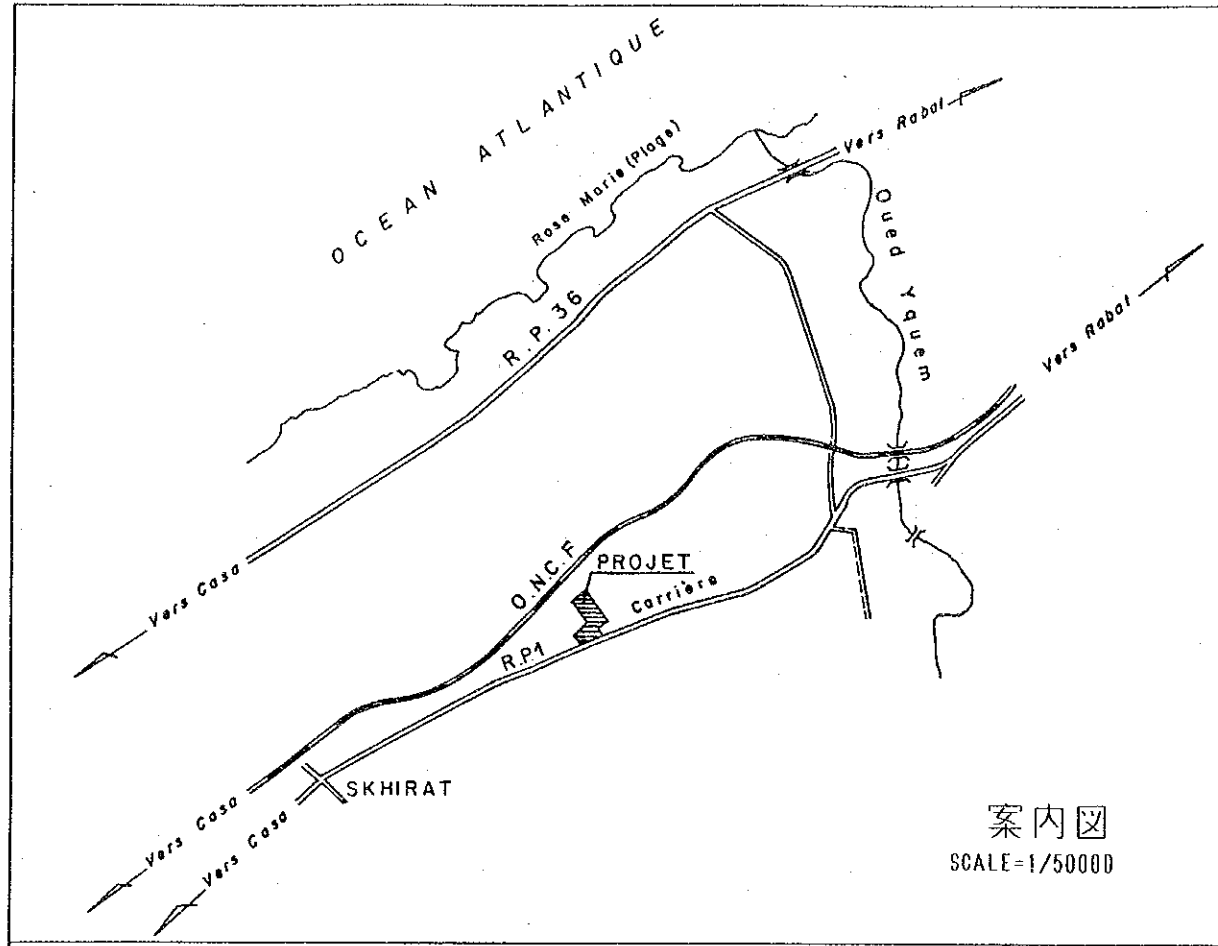 OCEAN ATLANTIQUE
Rose Marie (Plage)
Vers Rabat
R.P.36
Oued Yquem
Vers Rabat
Vers Casa
O.N.C.F
PROJET
Carrière
R.P.1
SKHIRAT
Vers Casa
Vers Casa
案内図
SCALE=1/50000